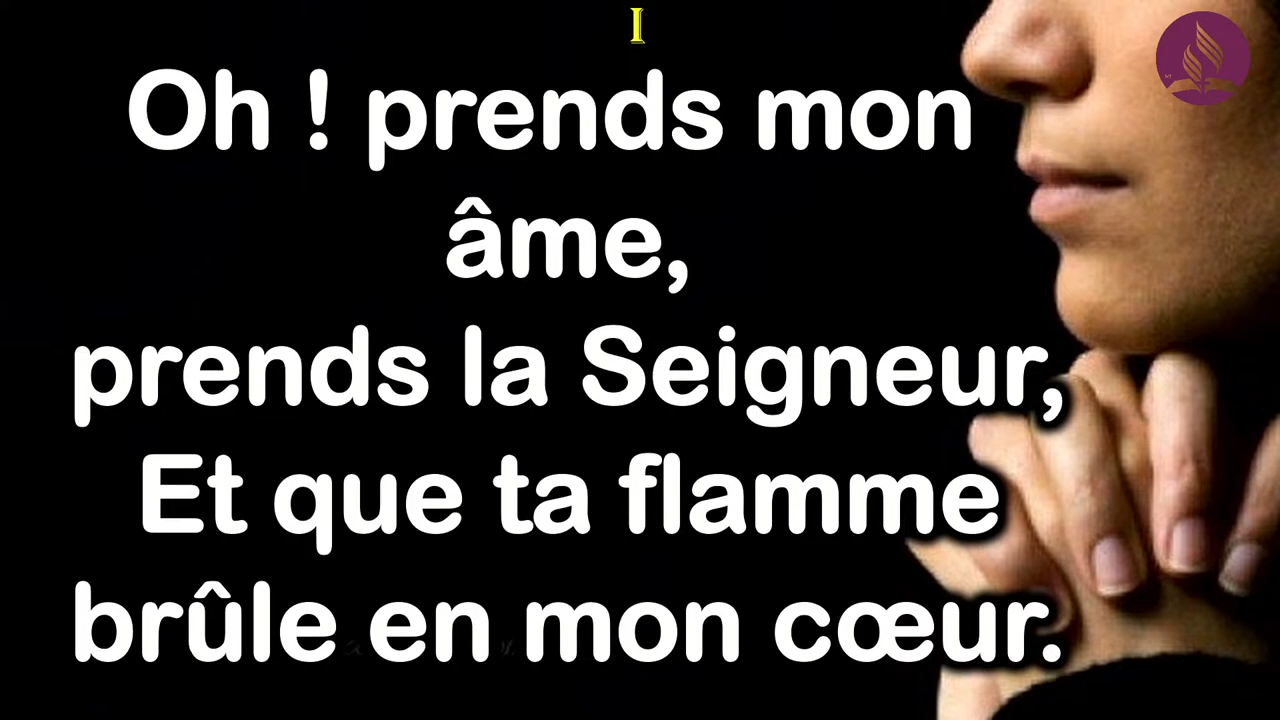 I
Oh ! prends mon
âme,
prends la Seigneur,
Et que ta flamme
brûle en mon cœur.